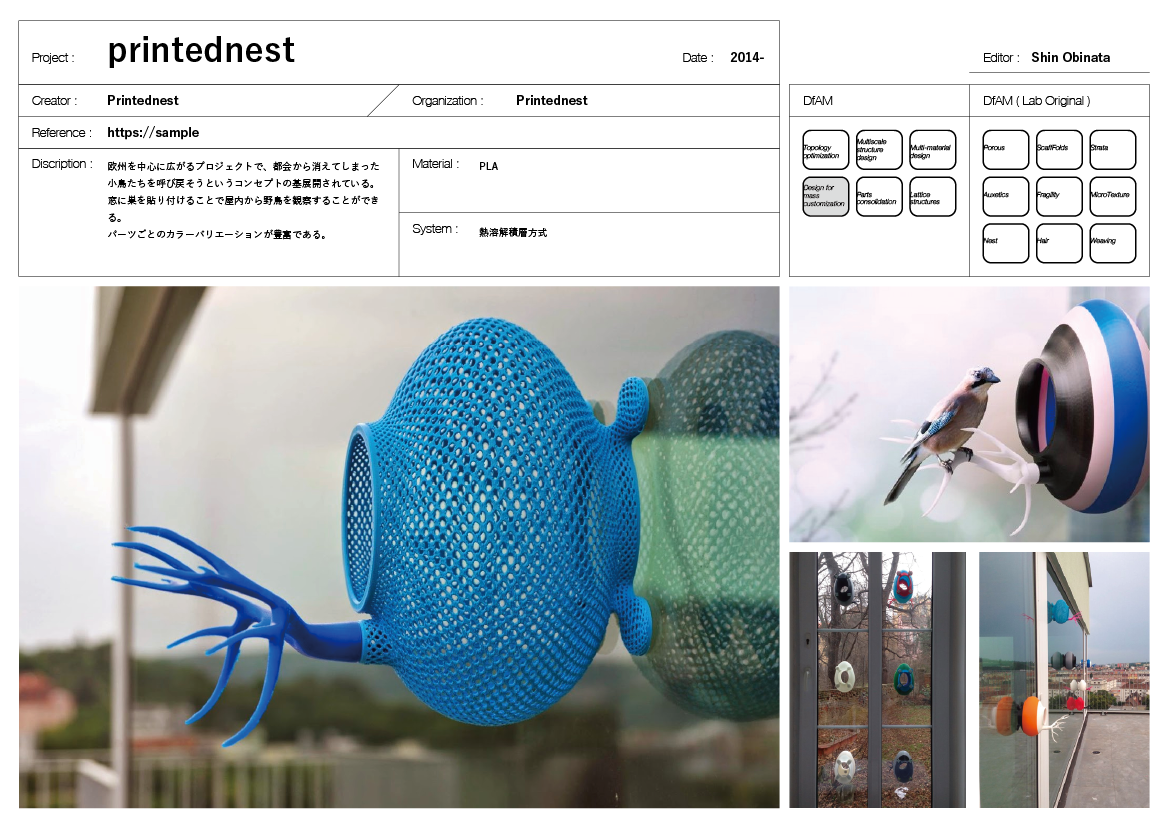 Project : printednest Date : 2014-
Editor : Shin Obinata
Creator : Printednest Organization : Printednest
Reference : https://sample
Discription : 欧州を中心に広がるプロジェクトで、都会から消えてしまった
小鳥たちを呼び戻そうというコンセプトの基展開されている。
窓に巣を貼り付けることで屋内から野鳥を観察することができ
る。
パーツごとのカラーバリエーションが豊富である。
Material : PLA
System : 熱溶解積層方式
DfAM
Topology
optimization
Multiscale
structure
design
Multi-material
design
Design for
mass
customization
Parts
consolidation
Lattice
structures
DfAM ( Lab Original )
Porous
ScaffFolds
Strata
Auxetics
Fragility
MicroTexture
Nest
Hair
Weaving